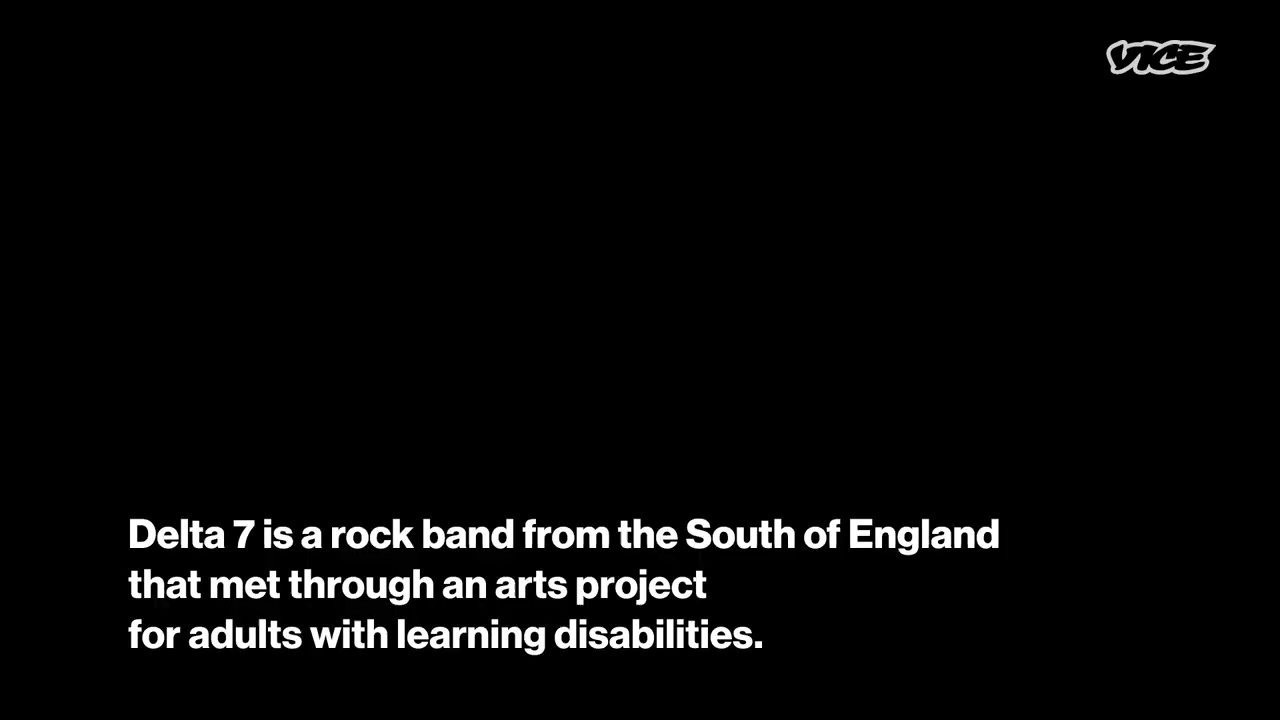 VICE
Delta 7 is a rock band from the South of England
that met through an arts project
for adults with learning disabilities.